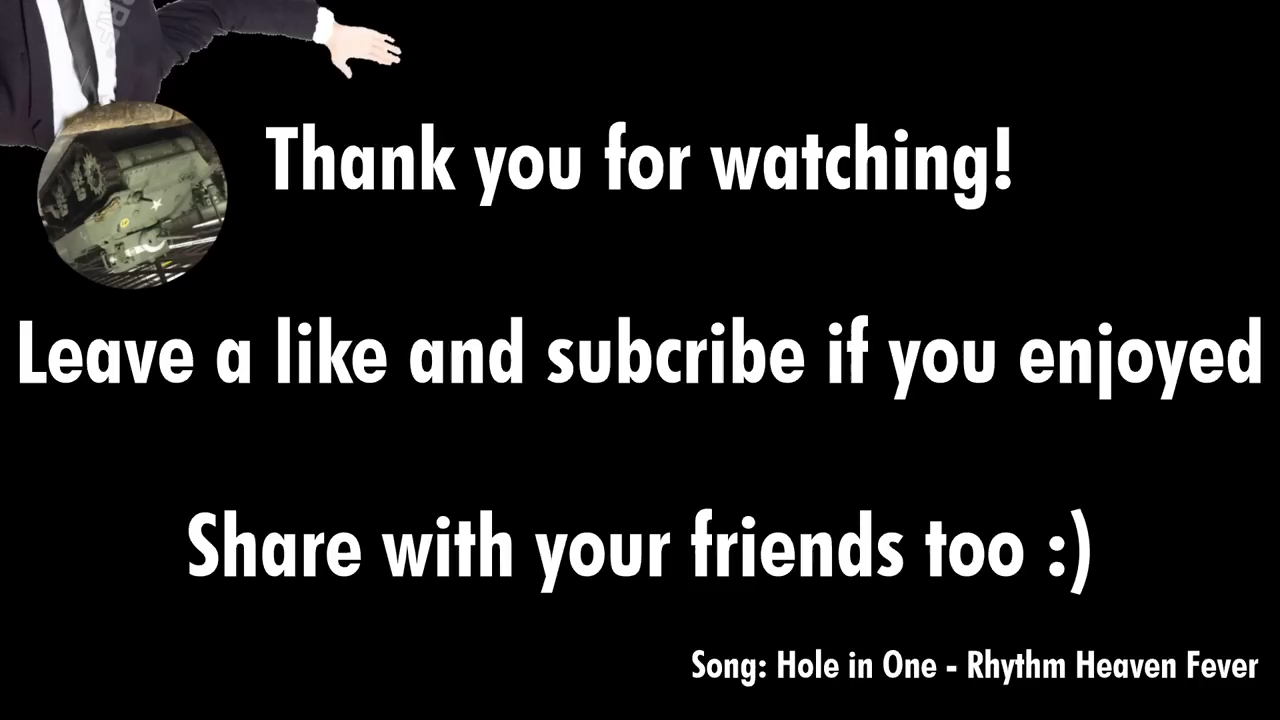 Thank you for watching!
Leave a like and subcribe if you enjoyed
Share with your friends too :)
Song: Hole in One - Rhythm Heaven Fever